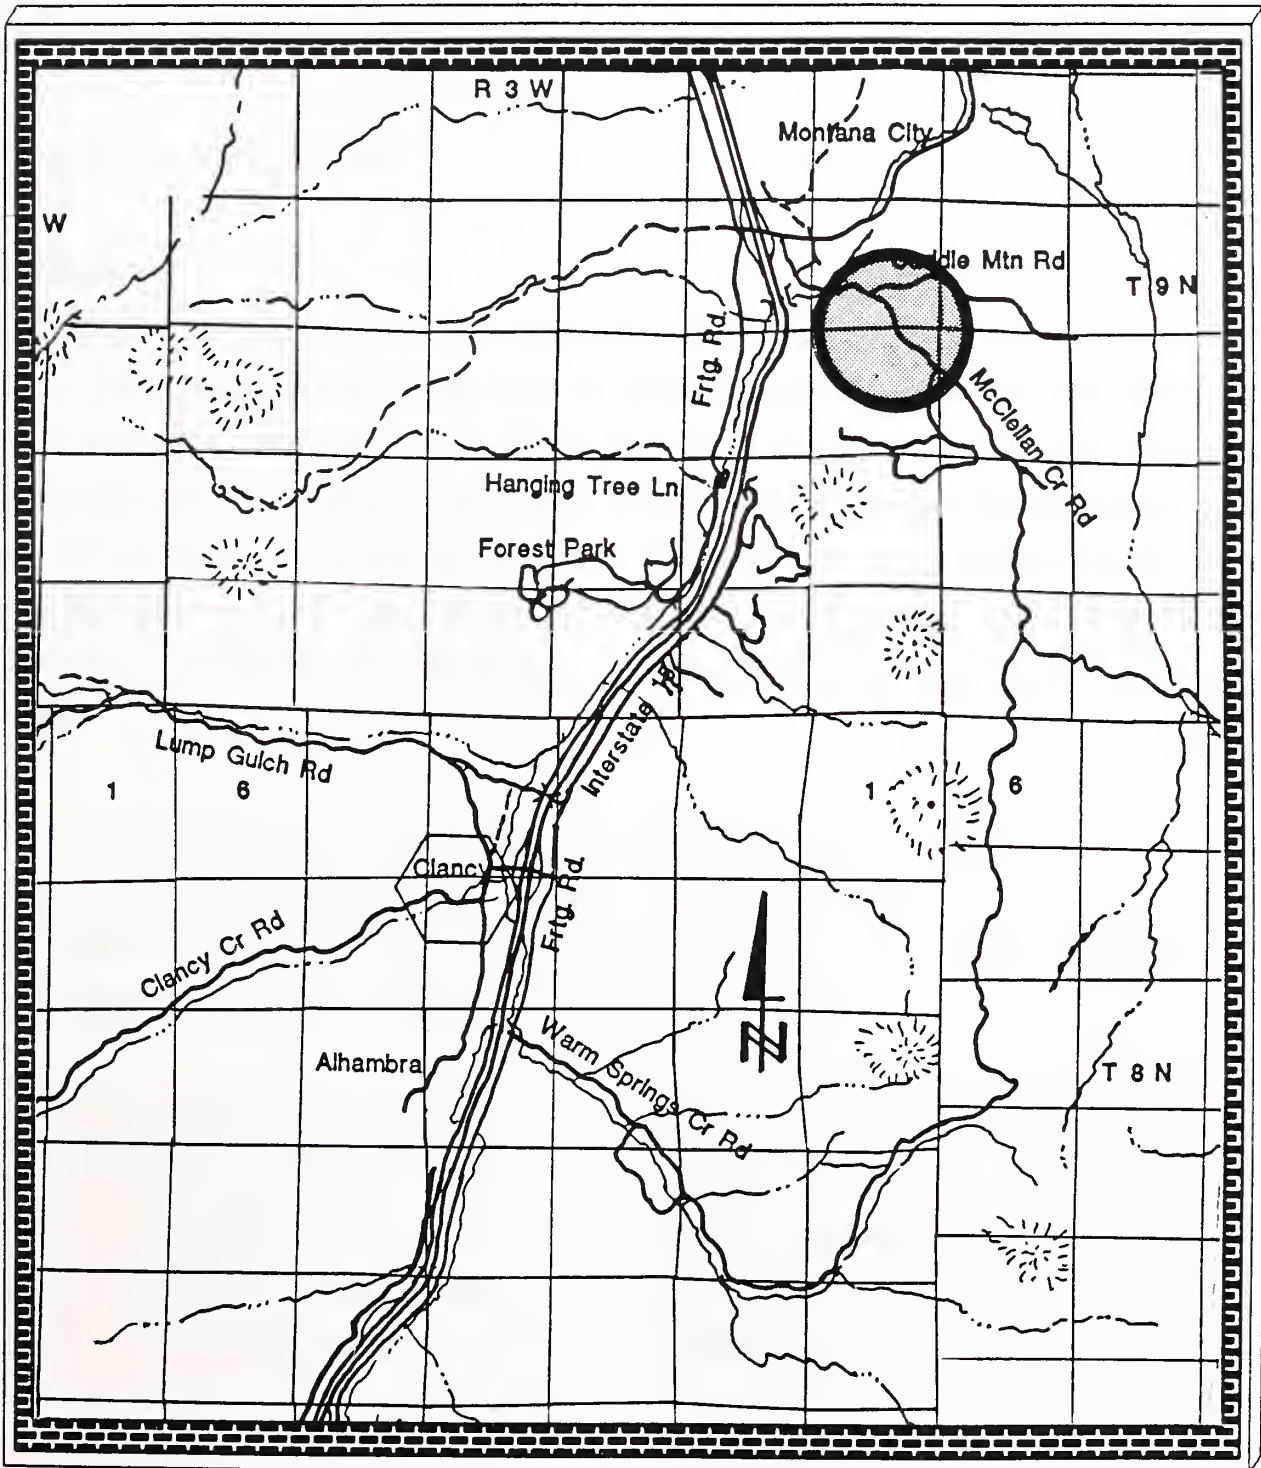 R 3 W
Montana City
W
Mtn Rd
T 9 N
Frtg. Rd.
McClellan Cr Rd
Hanging Tree Ln
Forest Park
Interstate 15
Lump Gulch Rd
1
6
1
6
Clancy
Frtg. Rd.
Clancy Cr Rd
Warm Springs Cr Rd
Alhambra
T 8 N
N